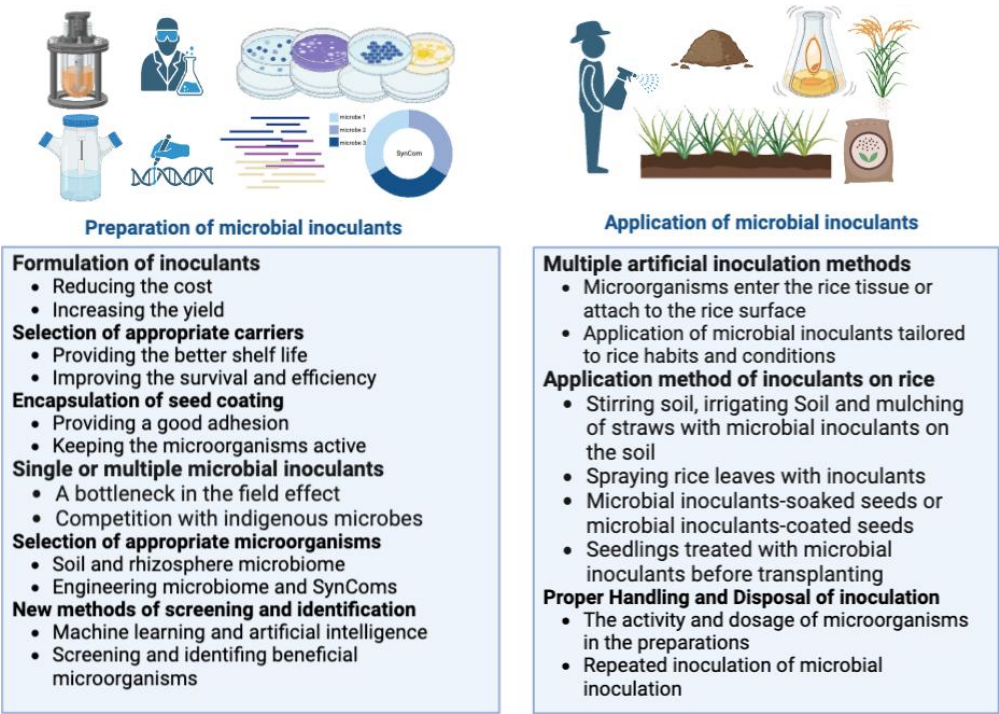 microbe 1
microbe 2
microbe 3
SynCom
Preparation of microbial inoculants
Formulation of inoculants
• Reducing the cost
• Increasing the yield
Selection of appropriate carriers
• Providing the better shelf life
• Improving the survival and efficiency
Encapsulation of seed coating
• Providing a good adhesion
• Keeping the microorganisms active
Single or multiple microbial inoculants
• A bottleneck in the field effect
• Competition with indigenous microbes
Selection of appropriate microorganisms
• Soil and rhizosphere microbiome
• Engineering microbiome and SynComs
New methods of screening and identification
• Machine learning and artificial intelligence
• Screening and identifing beneficial
microorganisms
Application of microbial inoculants
Multiple artificial inoculation methods
• Microorganisms enter the rice tissue or
attach to the rice surface
• Application of microbial inoculants tailored
to rice habits and conditions
Application method of inoculants on rice
• Stirring soil, irrigating Soil and mulching
of straws with microbial inoculants on
the soil
• Spraying rice leaves with inoculants
• Microbial inoculants-soaked seeds or
microbial inoculants-coated seeds
• Seedlings treated with microbial
inoculants before transplanting
Proper Handling and Disposal of inoculation
• The activity and dosage of microorganisms
in the preparations
• Repeated inoculation of microbial
inoculation